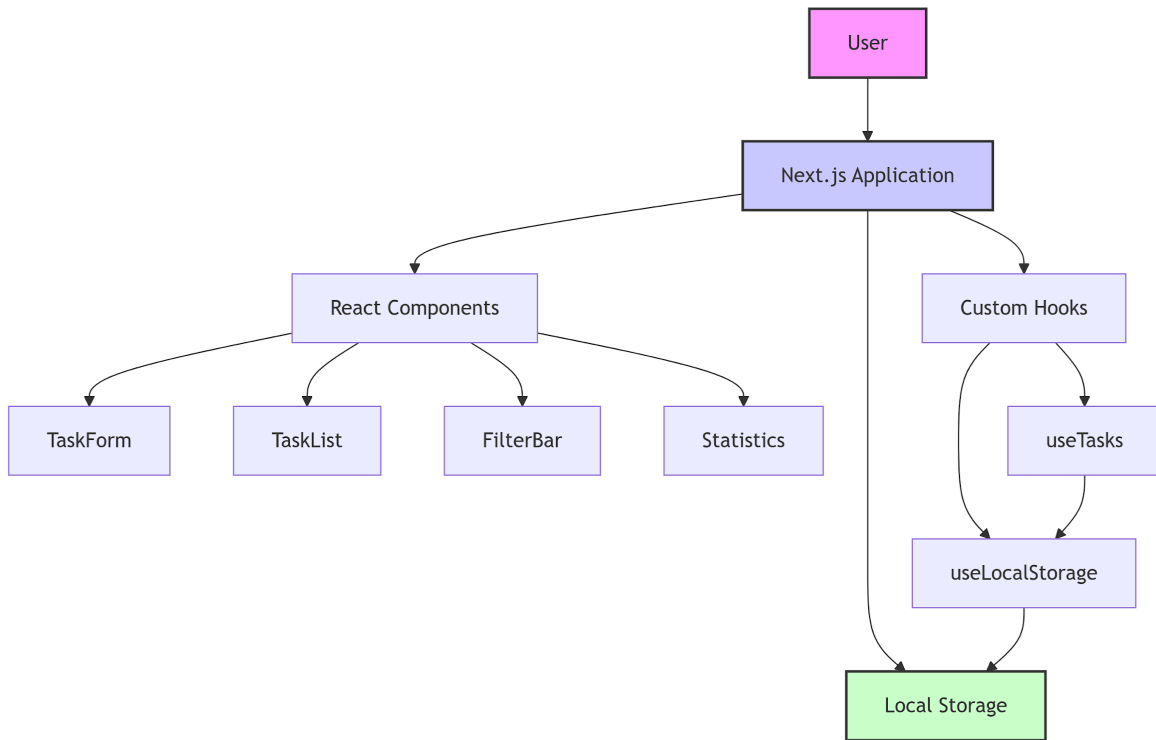 User
Next.js Application
React Components
Custom Hooks
TaskForm
TaskList
FilterBar
Statistics
useTasks
useLocalStorage
Local Storage